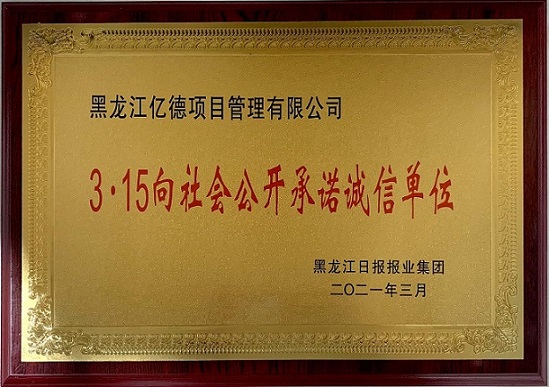 黑龙江亿德项目管理有限公司
3·15向社会公开承诺诚信单位
黑龙江日报报业集团
二〇二一年三月